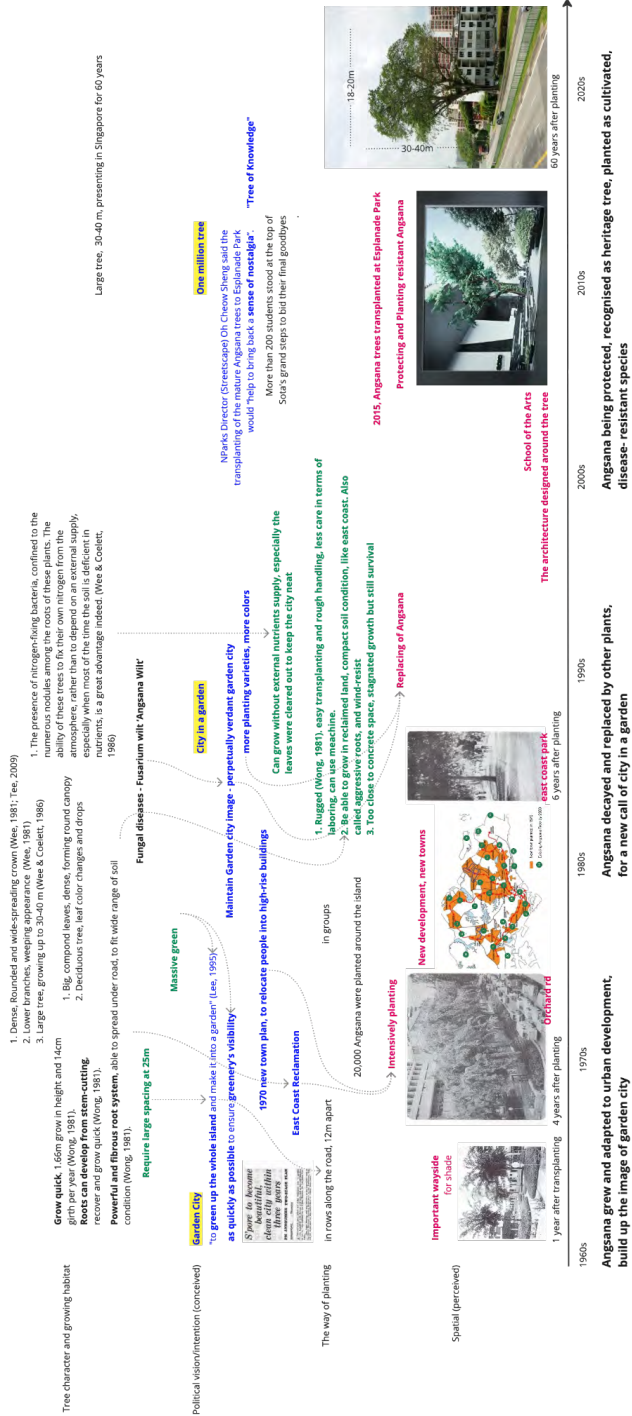 Tree character and growing habitat
Grow quick, 1.66m grow in height and 14cm
girth per year (Wong, 1981).
Roots can develop from stem-cutting,
recover and grow quick (Wong, 1981).
Powerful and fibrous root system, able to spread under road, to fit wide range of soil
condition (Wong, 1981).
1. Dense, Rounded and wide-spreading crown (Wee, 1981; Tee, 2009)
2. Lower branches, weeping appearance (Wee, 1981)
3. Large tree, growing up to 30-40 m (Wee & Coelett, 1986)
1. Big, compond leaves, dense, forming round canopy
2. Deciduous tree, leaf color changes and drops
1. The presence of nitrogen-fixing bacteria, confined to the
numerous nodules among the roots of these plants. The
ability of these trees to fix their own nitrogen from the
atmosphere, rather than to depend on an external supply,
especially when most of the time the soil is deficient in
nutrients, is a great advantage indeed. (Wee & Coelett,
1986)
Large tree, 30-40 m, presenting in Singapore for 60 years
Require large spacing at 25m
Massive green
Fungal diseases - Fusarium wilt 'Angsana Wilt'
Political vision/intention (conceived)
Garden City
"to green up the whole island and make it into a garden" (Lee, 1995)
as quickly as possible to ensure greenery's visibility
S'pore to become
beautiful,
clean city within
three years
1970 new town plan, to relocate people into high-rise buildings
East Coast Reclamation
City in a garden
Maintain Garden city image - perpetually verdant garden city
more planting varieties, more colors
One million tree
NParks Director (Streetscape) Oh Cheow Sheng said the
transplanting of the mature Angsana trees to Esplanade Park
would "help to bring back a sense of nostalgia".
"Tree of Knowledge"
More than 200 students stood at the top of
Sota's grand steps to bid their final goodbyes
.
The way of planting
in rows along the road, 12m apart
20,000 Angsana were planted around the island
in groups
Can grow without external nutrients supply, especially the
leaves were cleared out to keep the city neat
1. Rugged (Wong, 1981). easy transplanting and rough handling, less care in terms of
laboring, can use meachine.
2. Be able to grow in reclaimed land, compact soil condition, like east coast. Also
called aggressive roots, and wind-resist
3. Too close to concrete space, stagnated growth but still survival
Spatial (perceived)
Important wayside
for shade
Intensively planting
New development, new towns
Replacing of Angsana
2015, Angsana trees transplanted at Esplanade Park
Protecting and Planting resistant Angsana
18-20m
30-40m
Orchard rd
east coast park
School of the Arts
The architecture designed around the tree
1 year after transplanting
4 years after planting
6 years after planting
60 years after planting
1960s
1970s
1980s
1990s
2000s
2010s
2020s
Angsana grew and adapted to urban development,
build up the image of garden city
Angsana decayed and replaced by other plants,
for a new call of city in a garden
Angsana being protected, recognised as heritage tree, planted as cultivated,
disease- resistant species